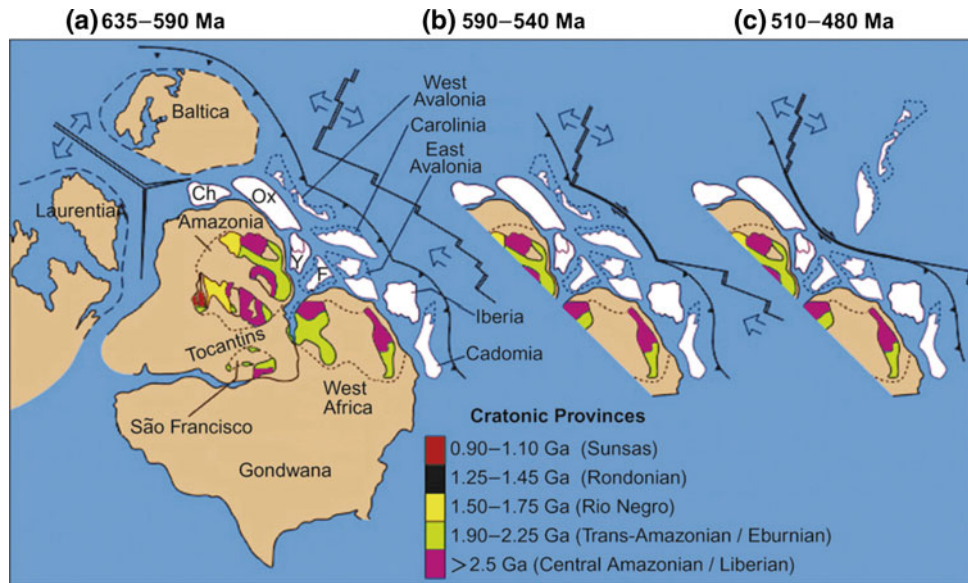 (a) 635–590 Ma
(b) 590–540 Ma
(c) 510–480 Ma
Baltica
West
Avalonia
Carolinia
East
Avalonia
Laurentia
Ch
Ox
Amazonia
Y
F
Iberia
Tocantins
Cadomia
West
Africa
São Francisco
Gondwana
Cratonic Provinces
0.90–1.10 Ga (Sunsas)
1.25–1.45 Ga (Rondonian)
1.50–1.75 Ga (Rio Negro)
1.90–2.25 Ga (Trans-Amazonian / Eburnian)
>2.5 Ga (Central Amazonian / Liberian)